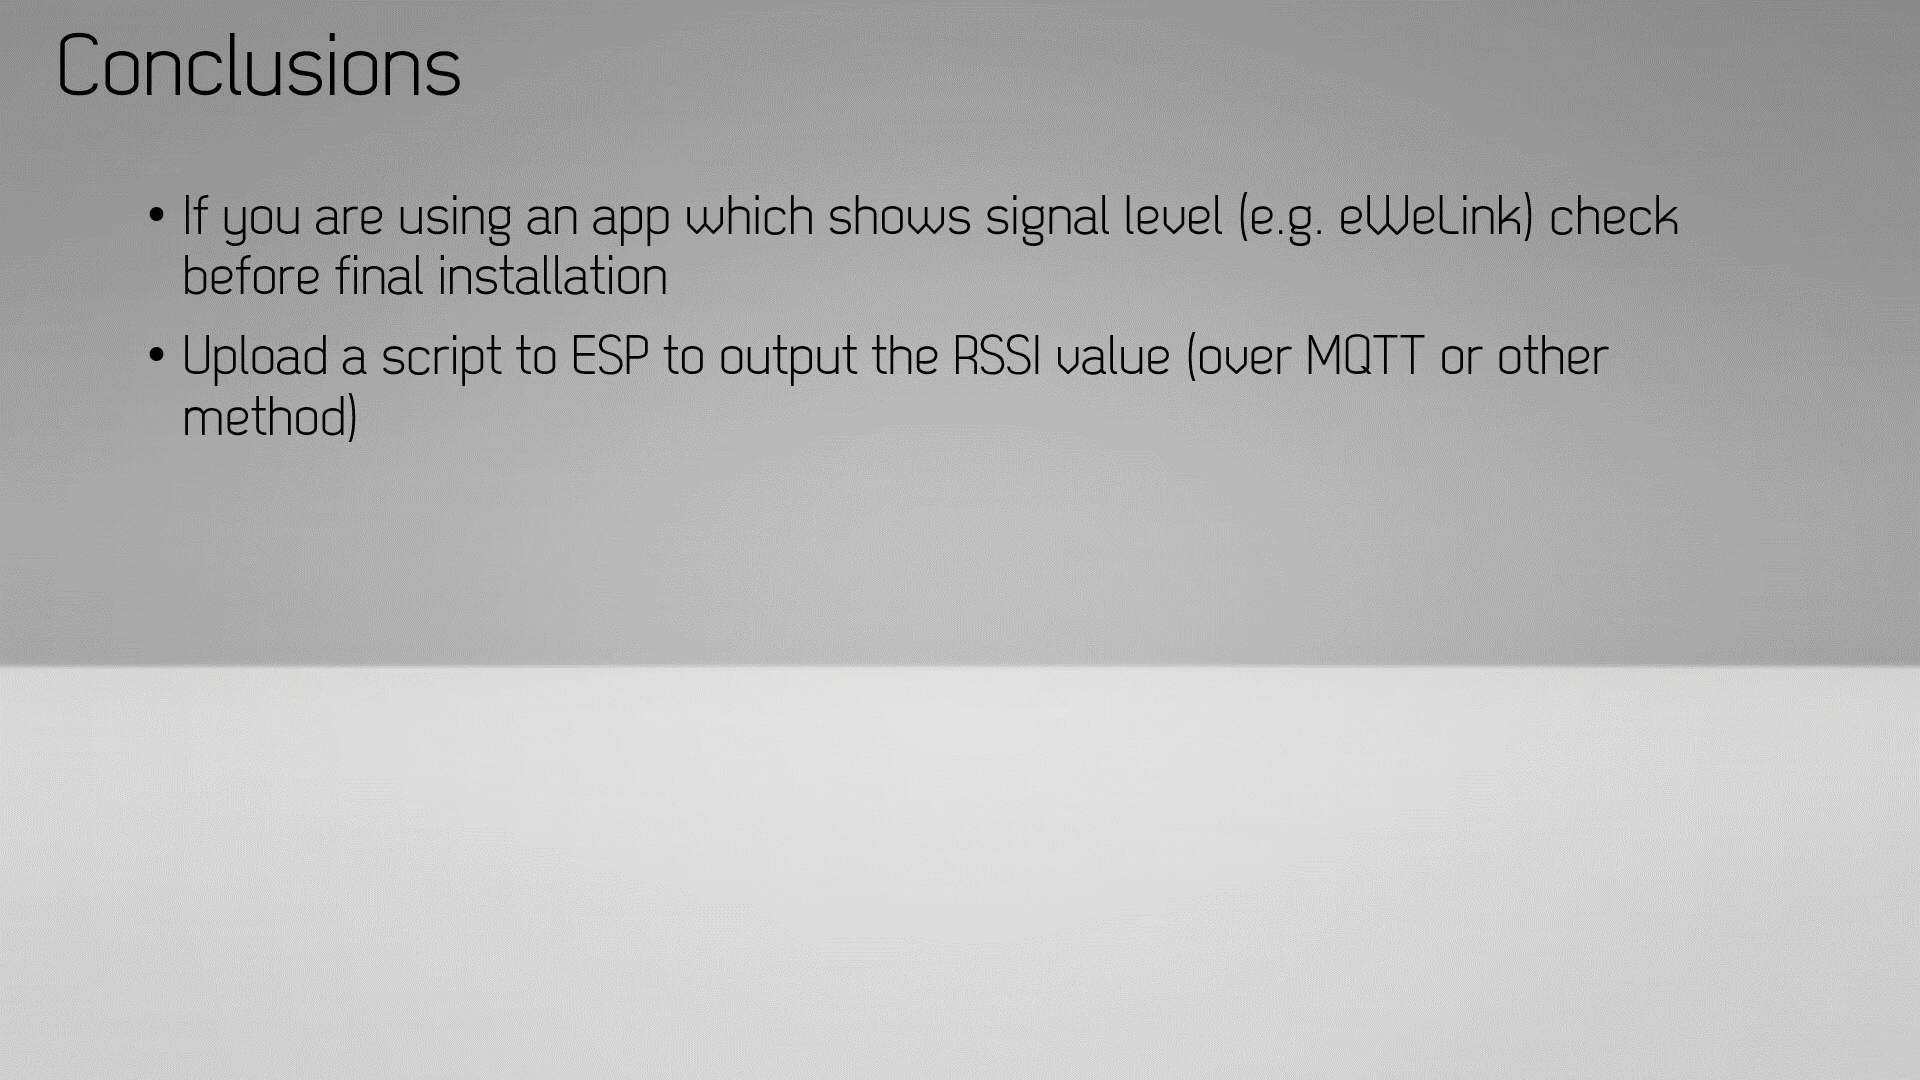 Conclusions
• If you are using an app which shows signal level (e.g. eWeLink) check
before final installation
• Upload a script to ESP to output the RSSI value (over MQTT or other
method)